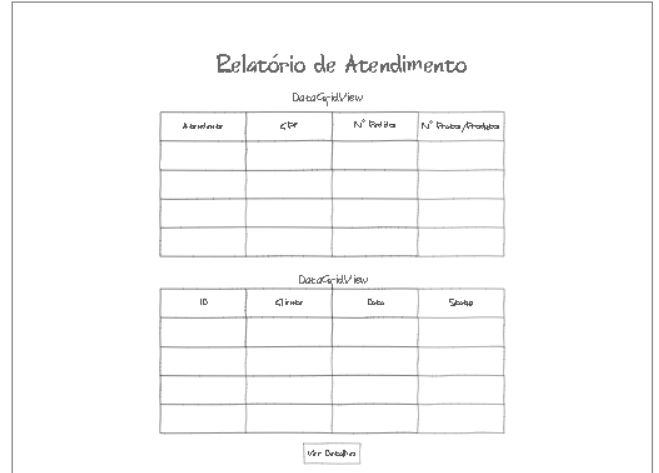 Relatório de Atendimento
DataGridView
Atendente CPF N° Pedidos N° Pratos/Produtos
DataGridView
ID Cliente Data Status
Ver Detalhes